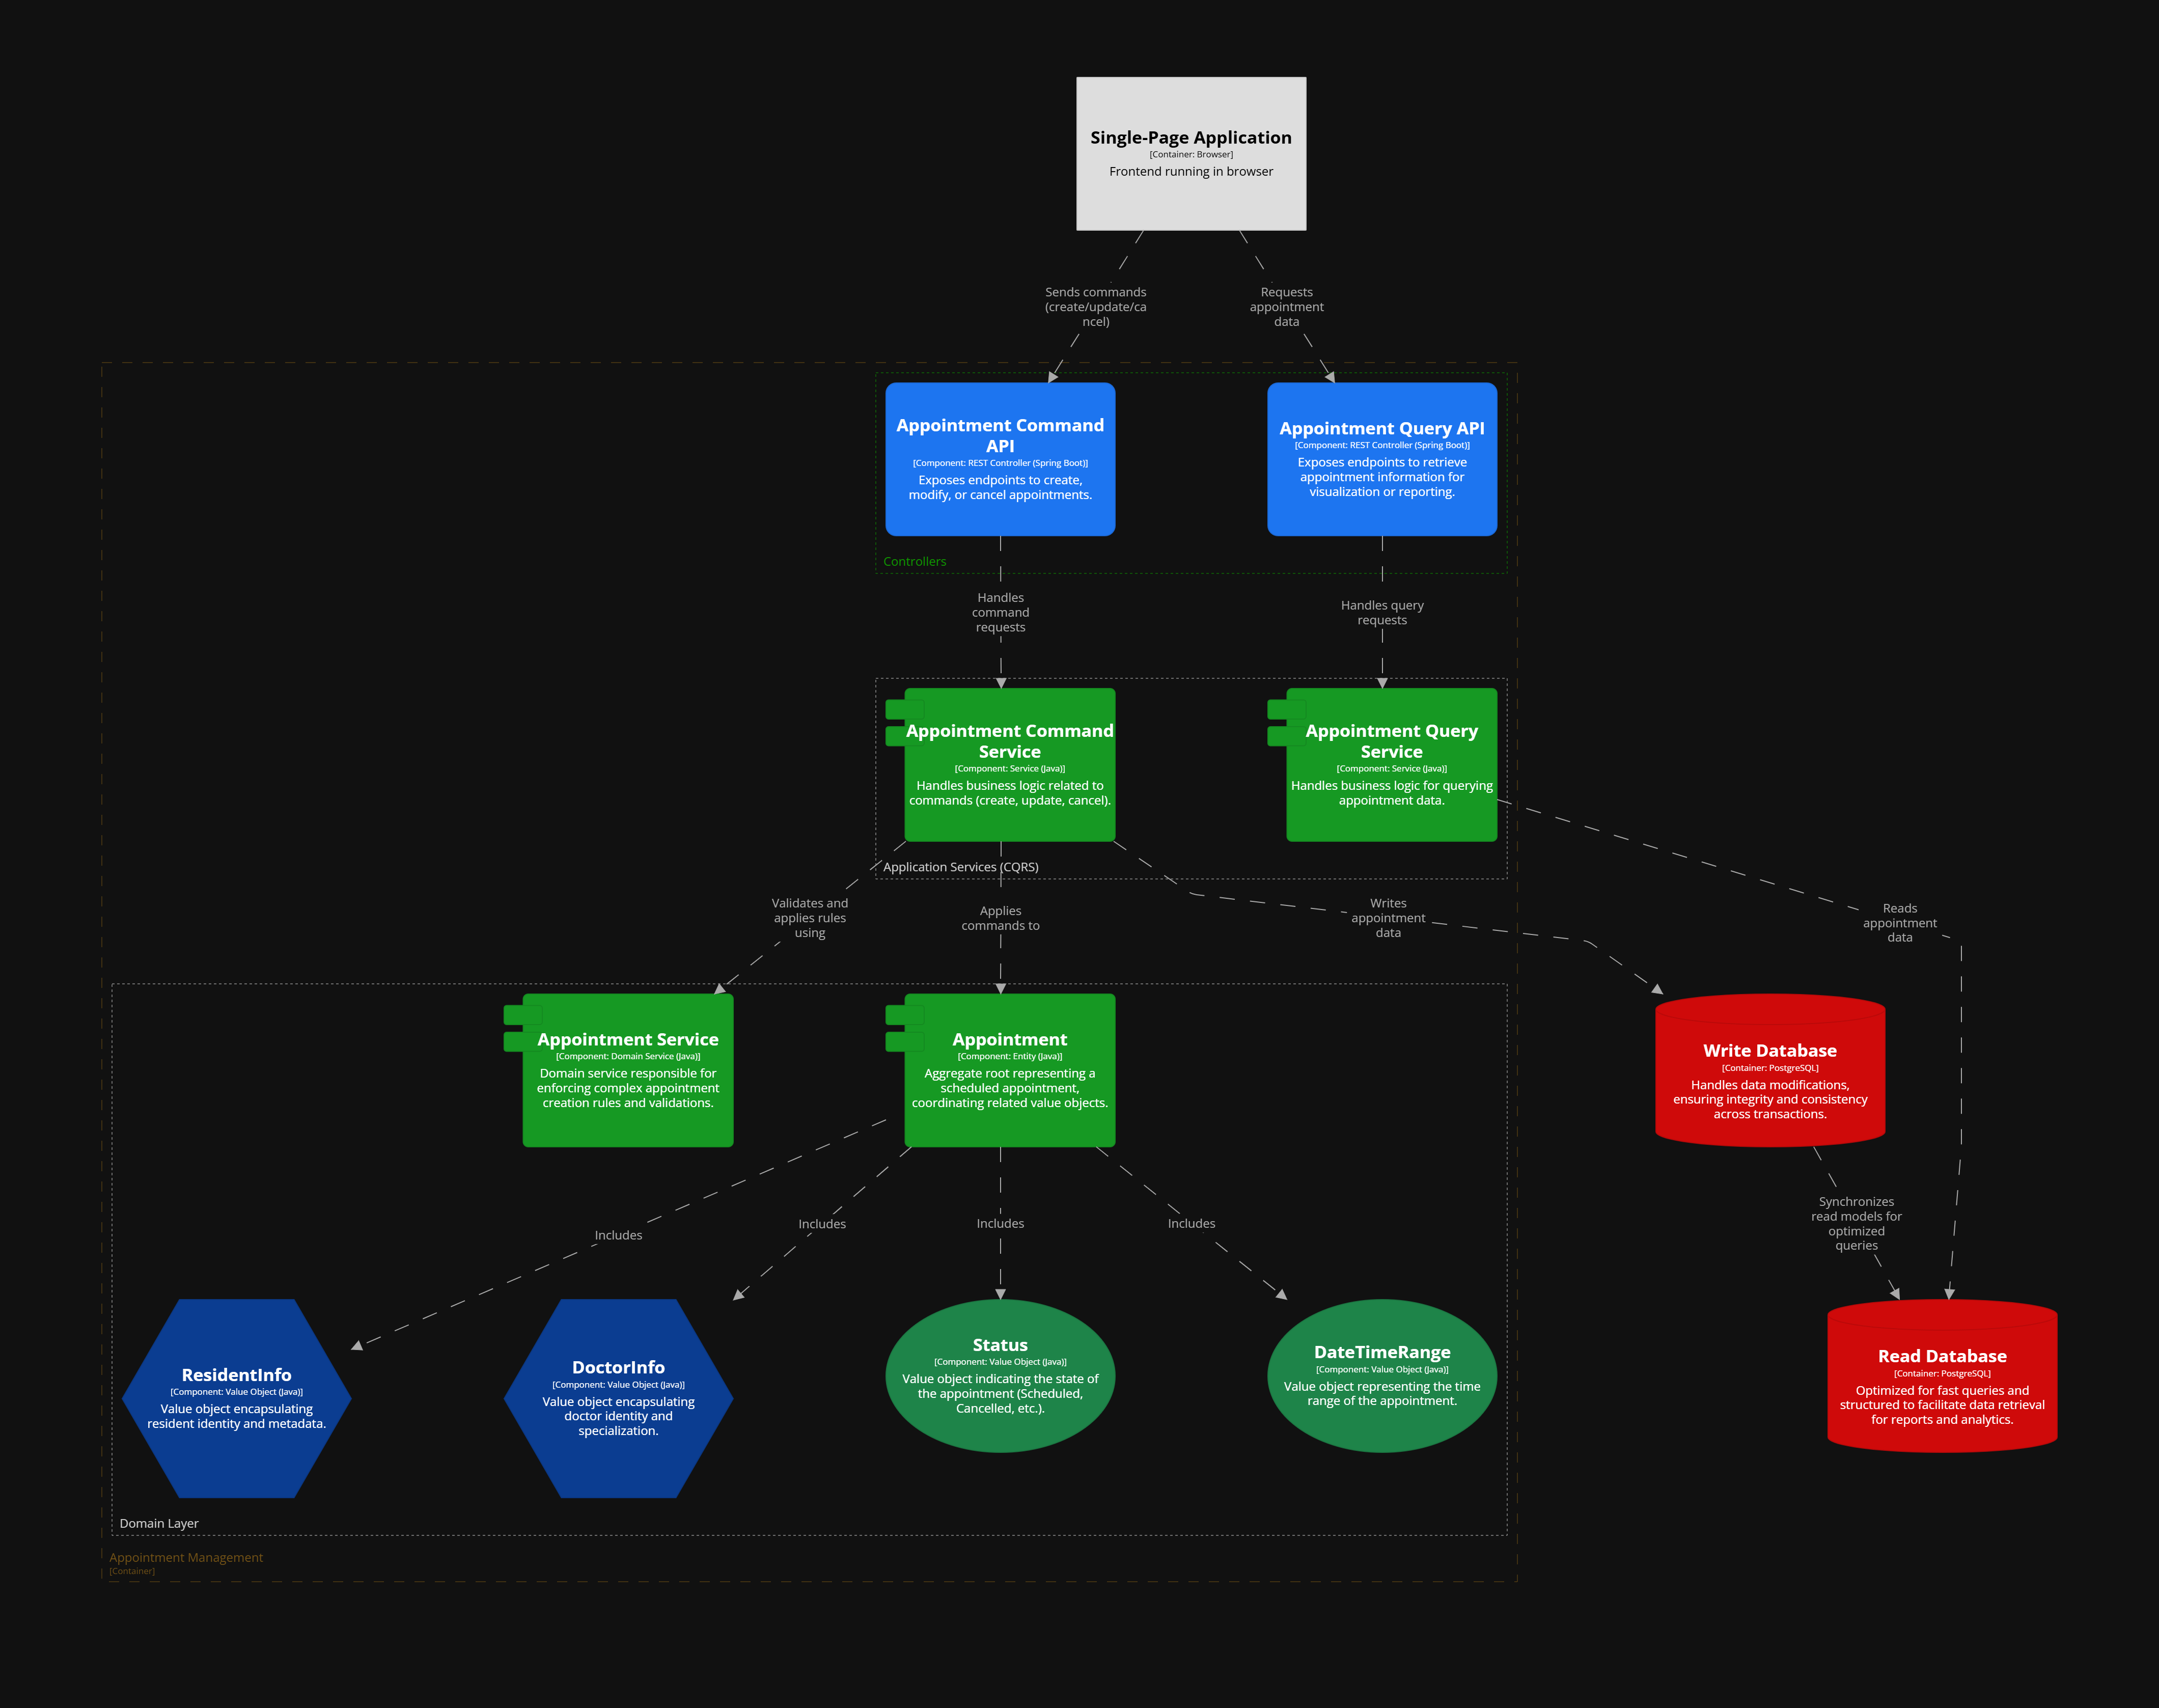 Single-Page Application
[Container: Browser]
Frontend running in browser
Sends commands
(create/update/ca
ncel)
Requests
appointment
data
Appointment Command
API
[Component: REST Controller (Spring Boot)]
Exposes endpoints to create,
modify, or cancel appointments.
Appointment Query API
[Component: REST Controller (Spring Boot)]
Exposes endpoints to retrieve
appointment information for
visualization or reporting.
Controllers
Handles
command
requests
Handles query
requests
Appointment Command
Service
[Component: Service (Java)]
Handles business logic related to
commands (create, update, cancel).
Appointment Query
Service
[Component: Service (Java)]
Handles business logic for querying
appointment data.
Application Services (CQRS)
Validates and
applies rules
using
Applies
commands to
Writes
appointment
data
Reads
appointment
data
Appointment Service
[Component: Domain Service (Java)]
Domain service responsible for
enforcing complex appointment
creation rules and validations.
Appointment
[Component: Entity (Java)]
Aggregate root representing a
scheduled appointment,
coordinating related value objects.
Write Database
[Container: PostgreSQL]
Handles data modifications,
ensuring integrity and consistency
across transactions.
Includes
Includes
Includes
Includes
Synchronizes
read models for
optimized
queries
ResidentInfo
[Component: Value Object (Java)]
Value object encapsulating
resident identity and metadata.
DoctorInfo
[Component: Value Object (Java)]
Value object encapsulating
doctor identity and
specialization.
Status
[Component: Value Object (Java)]
Value object indicating the state of
the appointment (Scheduled,
Cancelled, etc.).
DateTimeRange
[Component: Value Object (Java)]
Value object representing the time
range of the appointment.
Read Database
[Container: PostgreSQL]
Optimized for fast queries and
structured to facilitate data retrieval
for reports and analytics.
Domain Layer
Appointment Management
[Container]